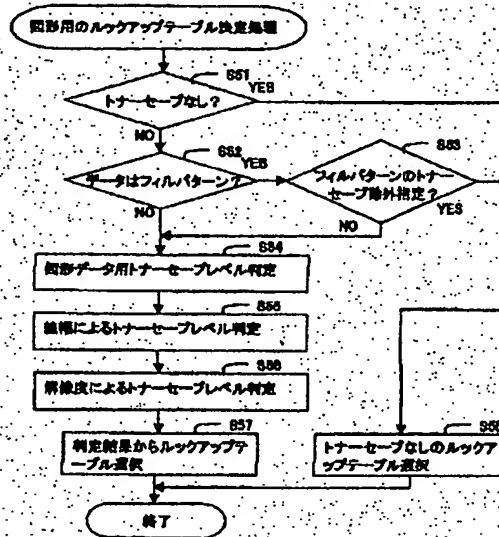 図形用のルックアップテーブル決定処理
S51
トナーセーブなし?
YES
NO
S52
データはフィルパターン?
YES
NO
S53
フィルパターンのトナー
セーブ除外指定?
YES
NO
S54
図形データ用トナーセーブレベル判定
S55
線幅によるトナーセーブレベル判定
S56
解像度によるトナーセーブレベル判定
S57
判定結果からルックアップテ
ーブル選択
トナーセーブなしのルックア
ップテーブル選択
終了